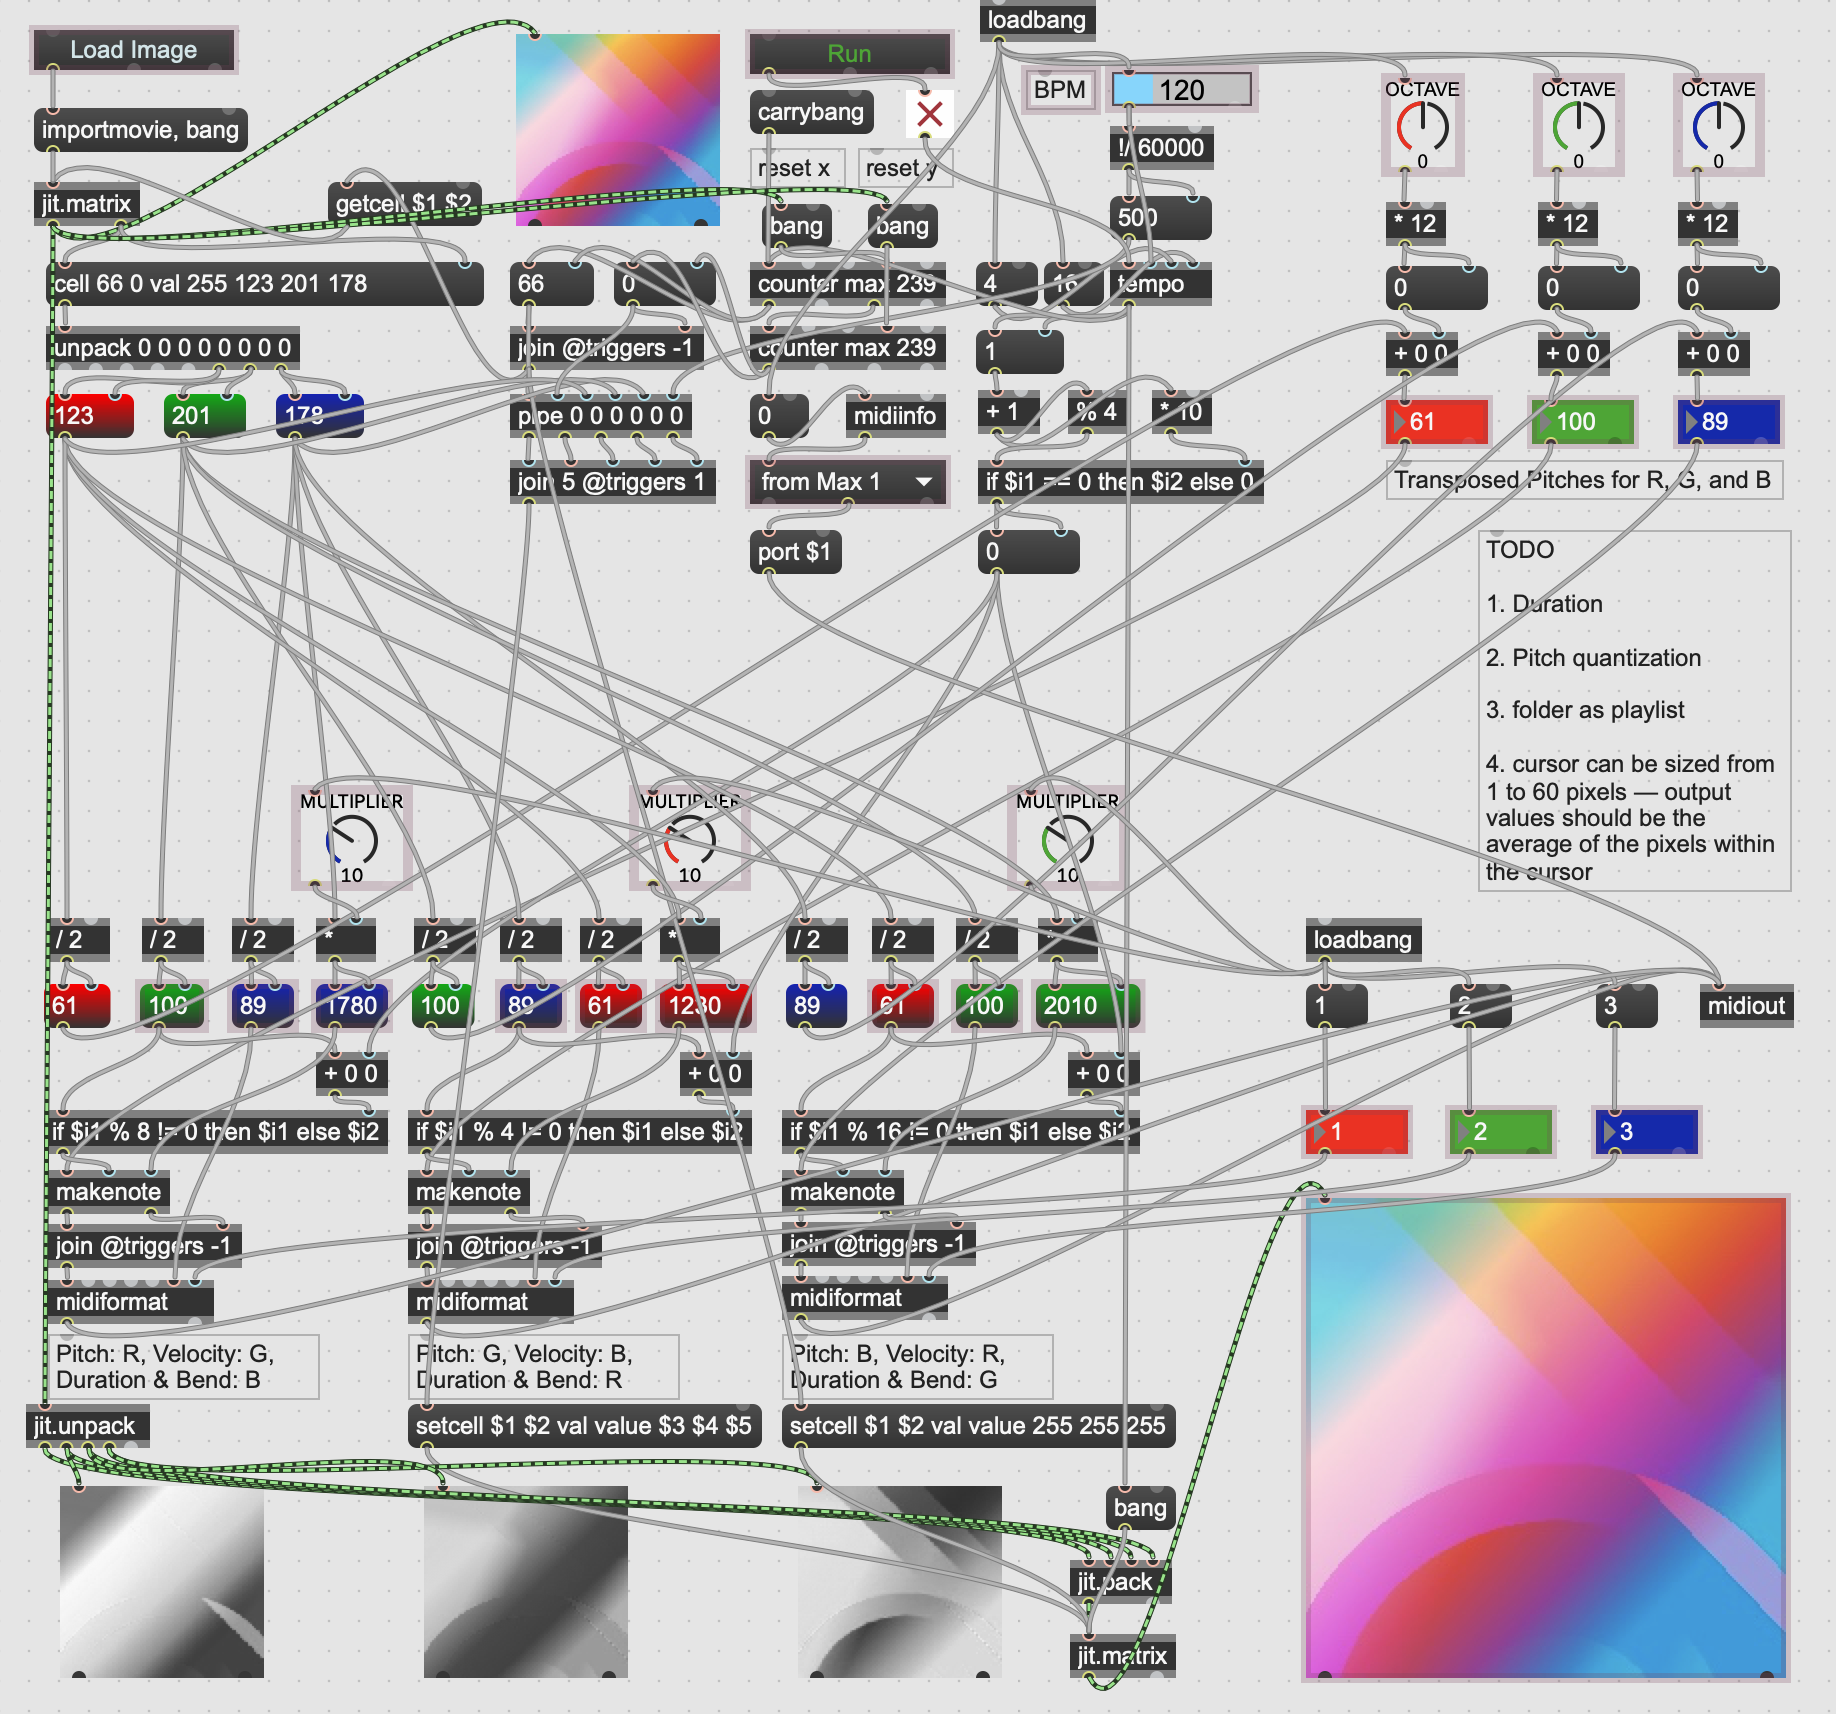 loadbang
Load Image
Run
BPM
120
OCTAVE
0
OCTAVE
0
OCTAVE
0
importmovie, bang
carrybang
!/ 60000
reset x
reset y
jit.matrix
getcell $1 $2
bang
bang
500
* 12
* 12
* 12
cell 66 0 val 255 123 201 178
66
0
counter max 239
4
16
tempo
0
0
0
unpack 0 0 0 0 0 0 0 0
join @triggers -1
counter max 239
1
+ 0 0
+ 0 0
+ 0 0
123
201
178
pipe 0 0 0 0 0 0
0
midiinfo
+ 1
% 4
* 10
61
100
89
join 5 @triggers 1
from Max 1
if $i1 == 0 then $i2 else 0
Transposed Pitches for R, G, and B
port $1
0
TODO
1. Duration
2. Pitch quantization
3. folder as playlist
4. cursor can be sized from
1 to 60 pixels — output
values should be the
average of the pixels within
the cursor
MULTIPLIER
10
MULTIPLIER
10
MULTIPLIER
10
/ 2
/ 2
/ 2
*
/ 2
/ 2
/ 2
*
/ 2
/ 2
/ 2
*
loadbang
61
100
89
1780
100
89
61
1230
89
61
100
2010
1
2
3
midiout
+ 0 0
+ 0 0
+ 0 0
if $i1 % 8 != 0 then $i1 else $i2
if $i1 % 4 != 0 then $i1 else $i2
if $i1 % 16 != 0 then $i1 else $i2
1
2
3
makenote
makenote
makenote
join @triggers -1
join @triggers -1
join @triggers -1
midiformat
midiformat
midiformat
Pitch: R, Velocity: G,
Duration & Bend: B
Pitch: G, Velocity: B,
Duration & Bend: R
Pitch: B, Velocity: R,
Duration & Bend: G
jit.unpack
setcell $1 $2 val value $3 $4 $5
setcell $1 $2 val value 255 255 255
bang
jit.pack
jit.matrix